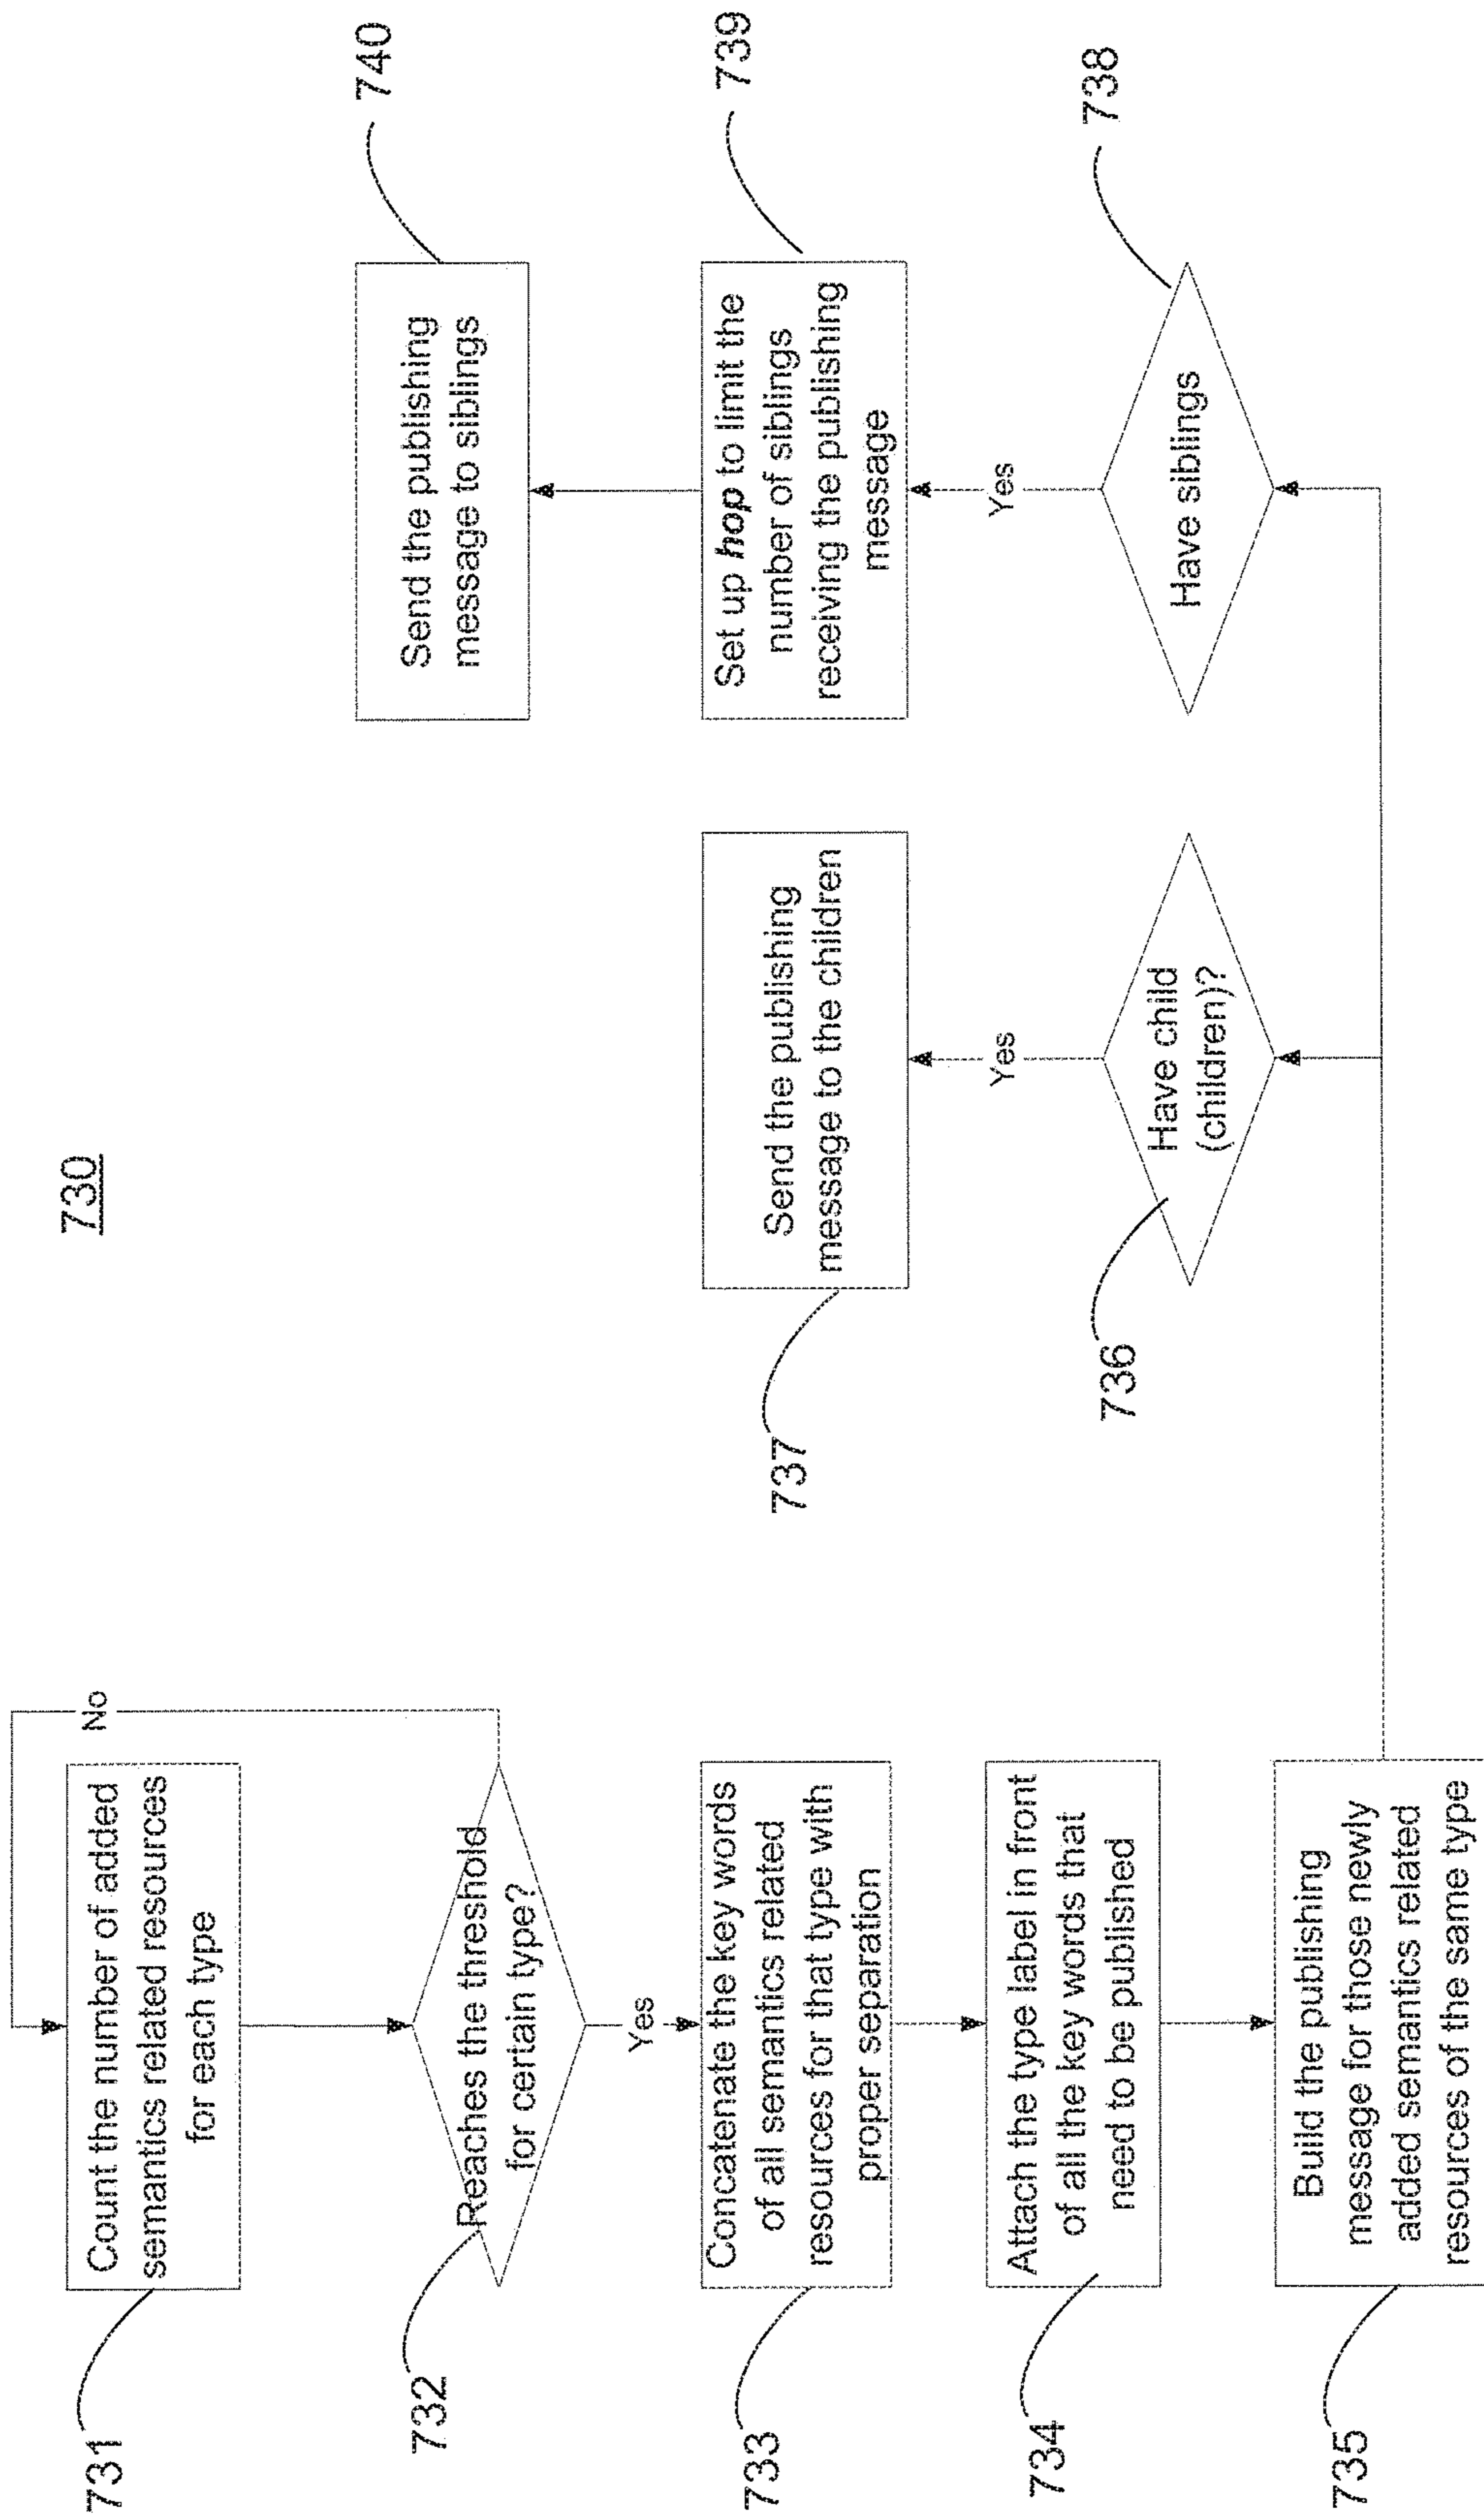 730
731
Count the number of added
semantics related resources
for each type
No
732
Reaches the threshold
for certain type?
Yes
733
Concatenate the key words
of all semantics related
resources for that type with
proper separation
734
Attach the type label in front
of all the key words that
need to be published
735
Build the publishing
message for those newly
added semantics related
resources of the same type
736
Have child
(children)?
Yes
737
Send the publishing
message to the children
738
Have siblings
Yes
739
Set up hop to limit the
number of siblings
receiving the publishing
message
740
Send the publishing
message to siblings